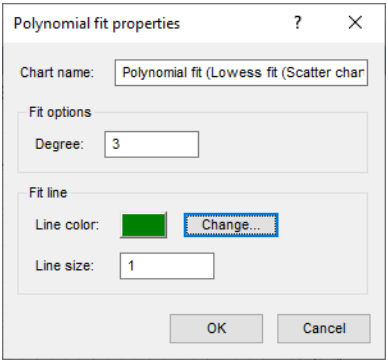 Polynomial fit properties ?
Chart name: Polynomial fit (Lowess fit (Scatter char
Fit options
Degree: 3
Fit line
Line color: Change...
Line size: 1
OK Cancel